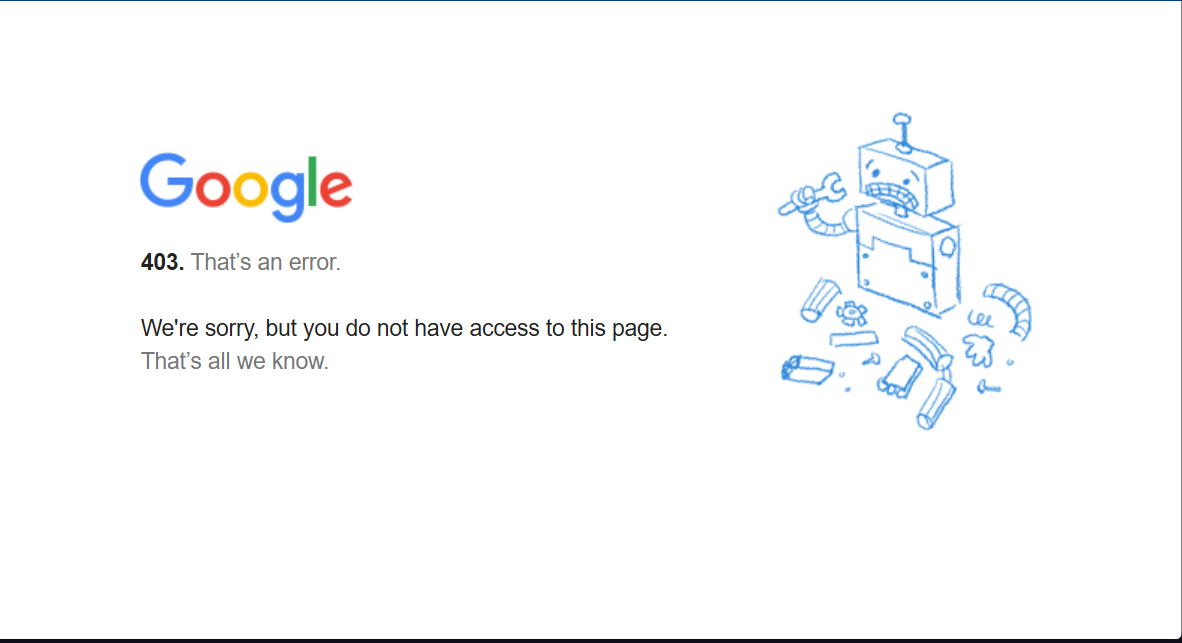 Google
403. That’s an error.
We're sorry, but you do not have access to this page.
That’s all we know.